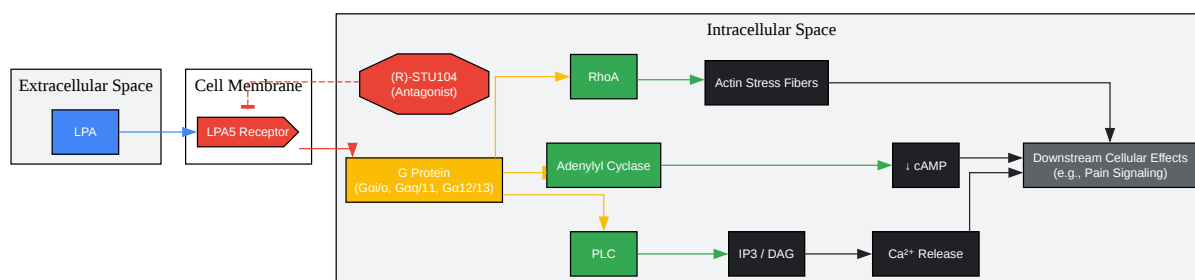 Intracellular Space
Extracellular Space
Cell Membrane
(R)-STU104
(Antagonist)
RhoA
Actin Stress Fibers
LPA
LPA5 Receptor
G Protein
(Gαi/o, Gαq/11, Gα12/13)
Adenylyl Cyclase
↓ cAMP
Downstream Cellular Effects
(e.g., Pain Signaling)
PLC
IP3 / DAG
Ca²⁺ Release